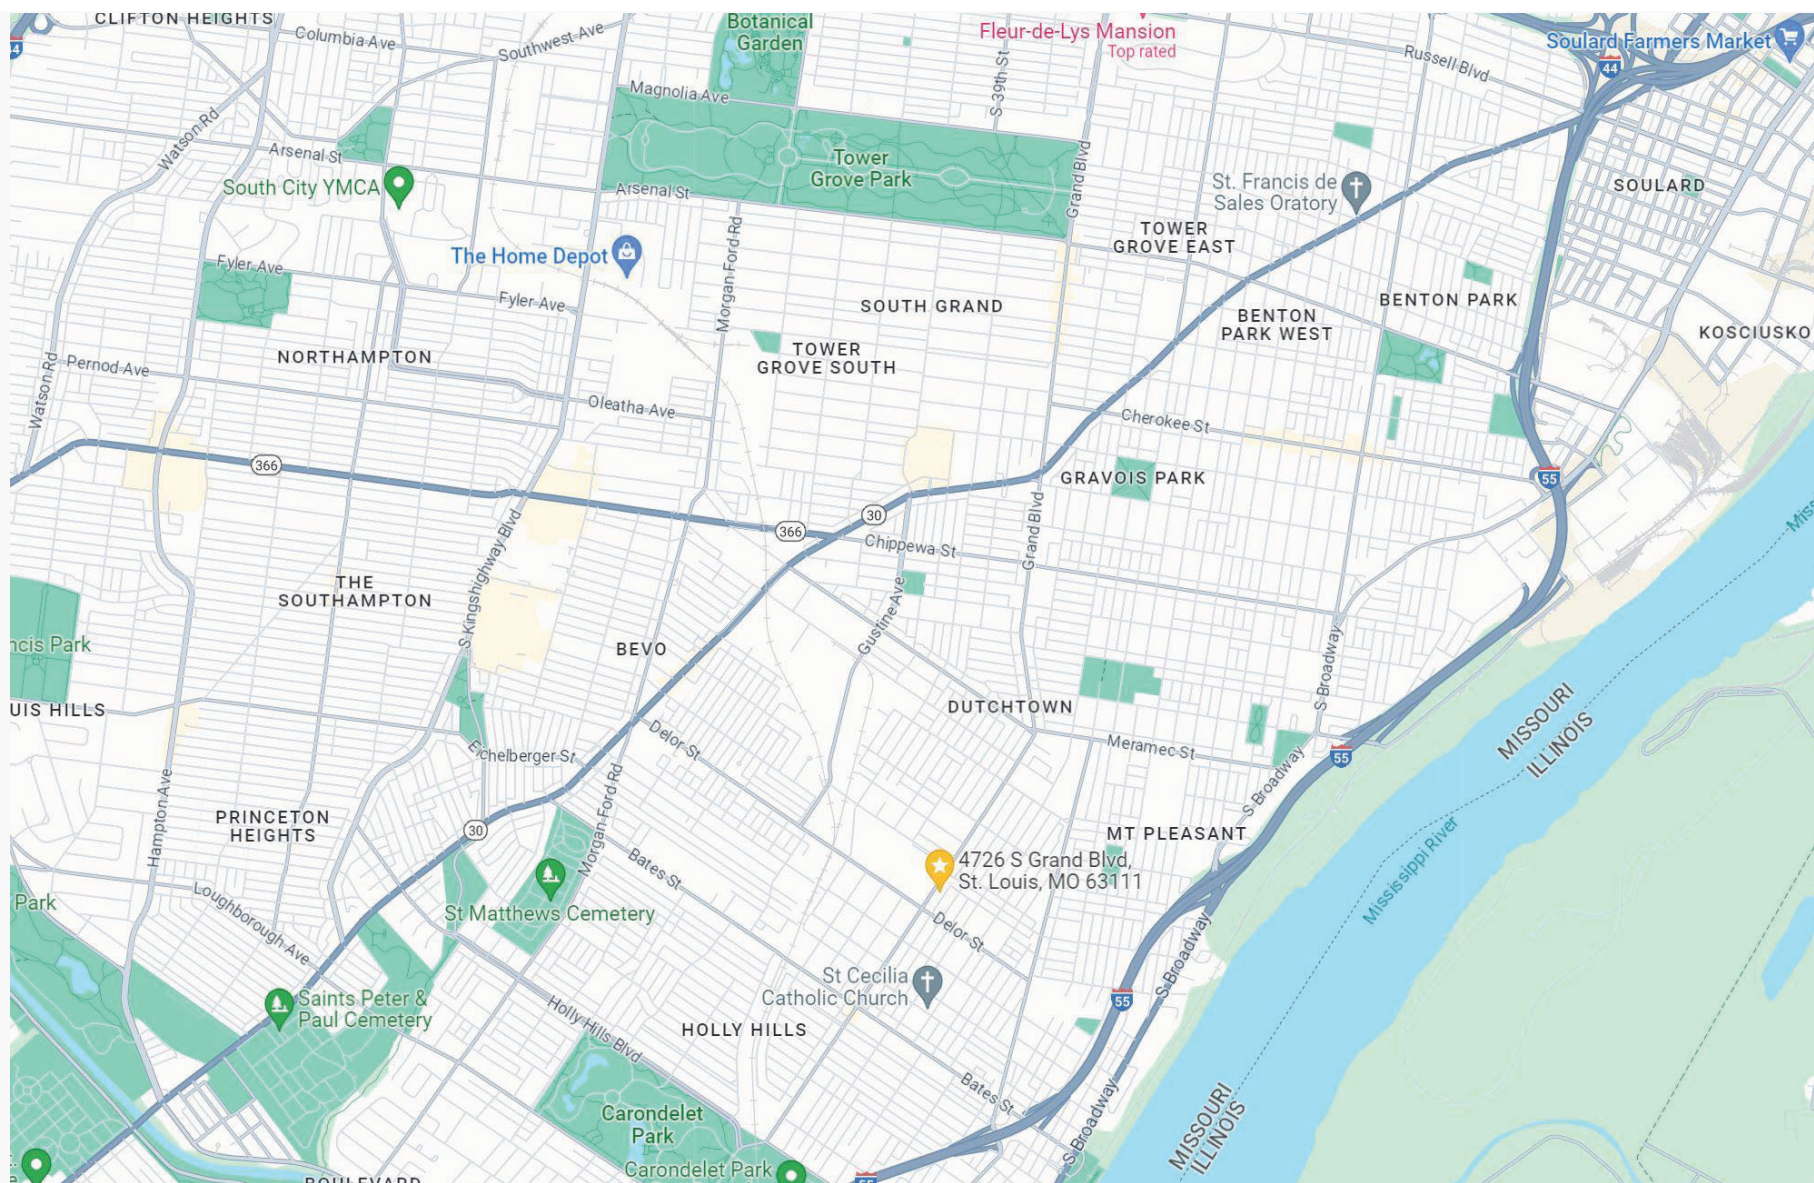 CLIFTON HEIGHTS
Columbia Ave
Southwest Ave
Botanical
Garden
Fleur-de-Lys Mansion
Top rated
Russell Blvd
Soulard Farmers Market
44
44
Magnolia Ave
S 39th St
Watson Rd
Arsenal St
South City YMCA
Tower
Grove Park
Arsenal St
Grand Blvd
St. Francis de
Sales Oratory
SOULARD
TOWER
GROVE EAST
Fyler Ave
The Home Depot
Morgan Ford Rd
Fyler Ave
SOUTH GRAND
BENTON PARK
BENTON
PARK WEST
KOSCIUSKO
NORTHAMPTON
Pernod Ave
TOWER
GROVE SOUTH
Watson Rd
Oleatha Ave
Cherokee St
366
GRAVOIS PARK
55
30
366
Chippewa St
Grand Blvd
Miss
S Kingshighway Blvd
THE
SOUTHAMPTON
Gustine Ave
ncis Park
BEVO
S Broadway
UIS HILLS
DUTCHTOWN
MISSOURI
ILLINOIS
Delor St
Eichelberger St
Meramec St
55
S Broadway
Hampton Ave
PRINCETON
HEIGHTS
30
Morgan Ford Rd
MT PLEASANT
4726 S Grand Blvd,
St. Louis, MO 63111
Mississippi River
Bates St
Park
Loughborough Ave
St Matthews Cemetery
Delor St
S Broadway
St Cecilia
Catholic Church
55
Saints Peter &
Paul Cemetery
Holly Hills Blvd
HOLLY HILLS
Bates St
Carondelet
Park
S Broadway
MISSOURI
ILLINOIS
Carondelet Park
55
BOULEVARD